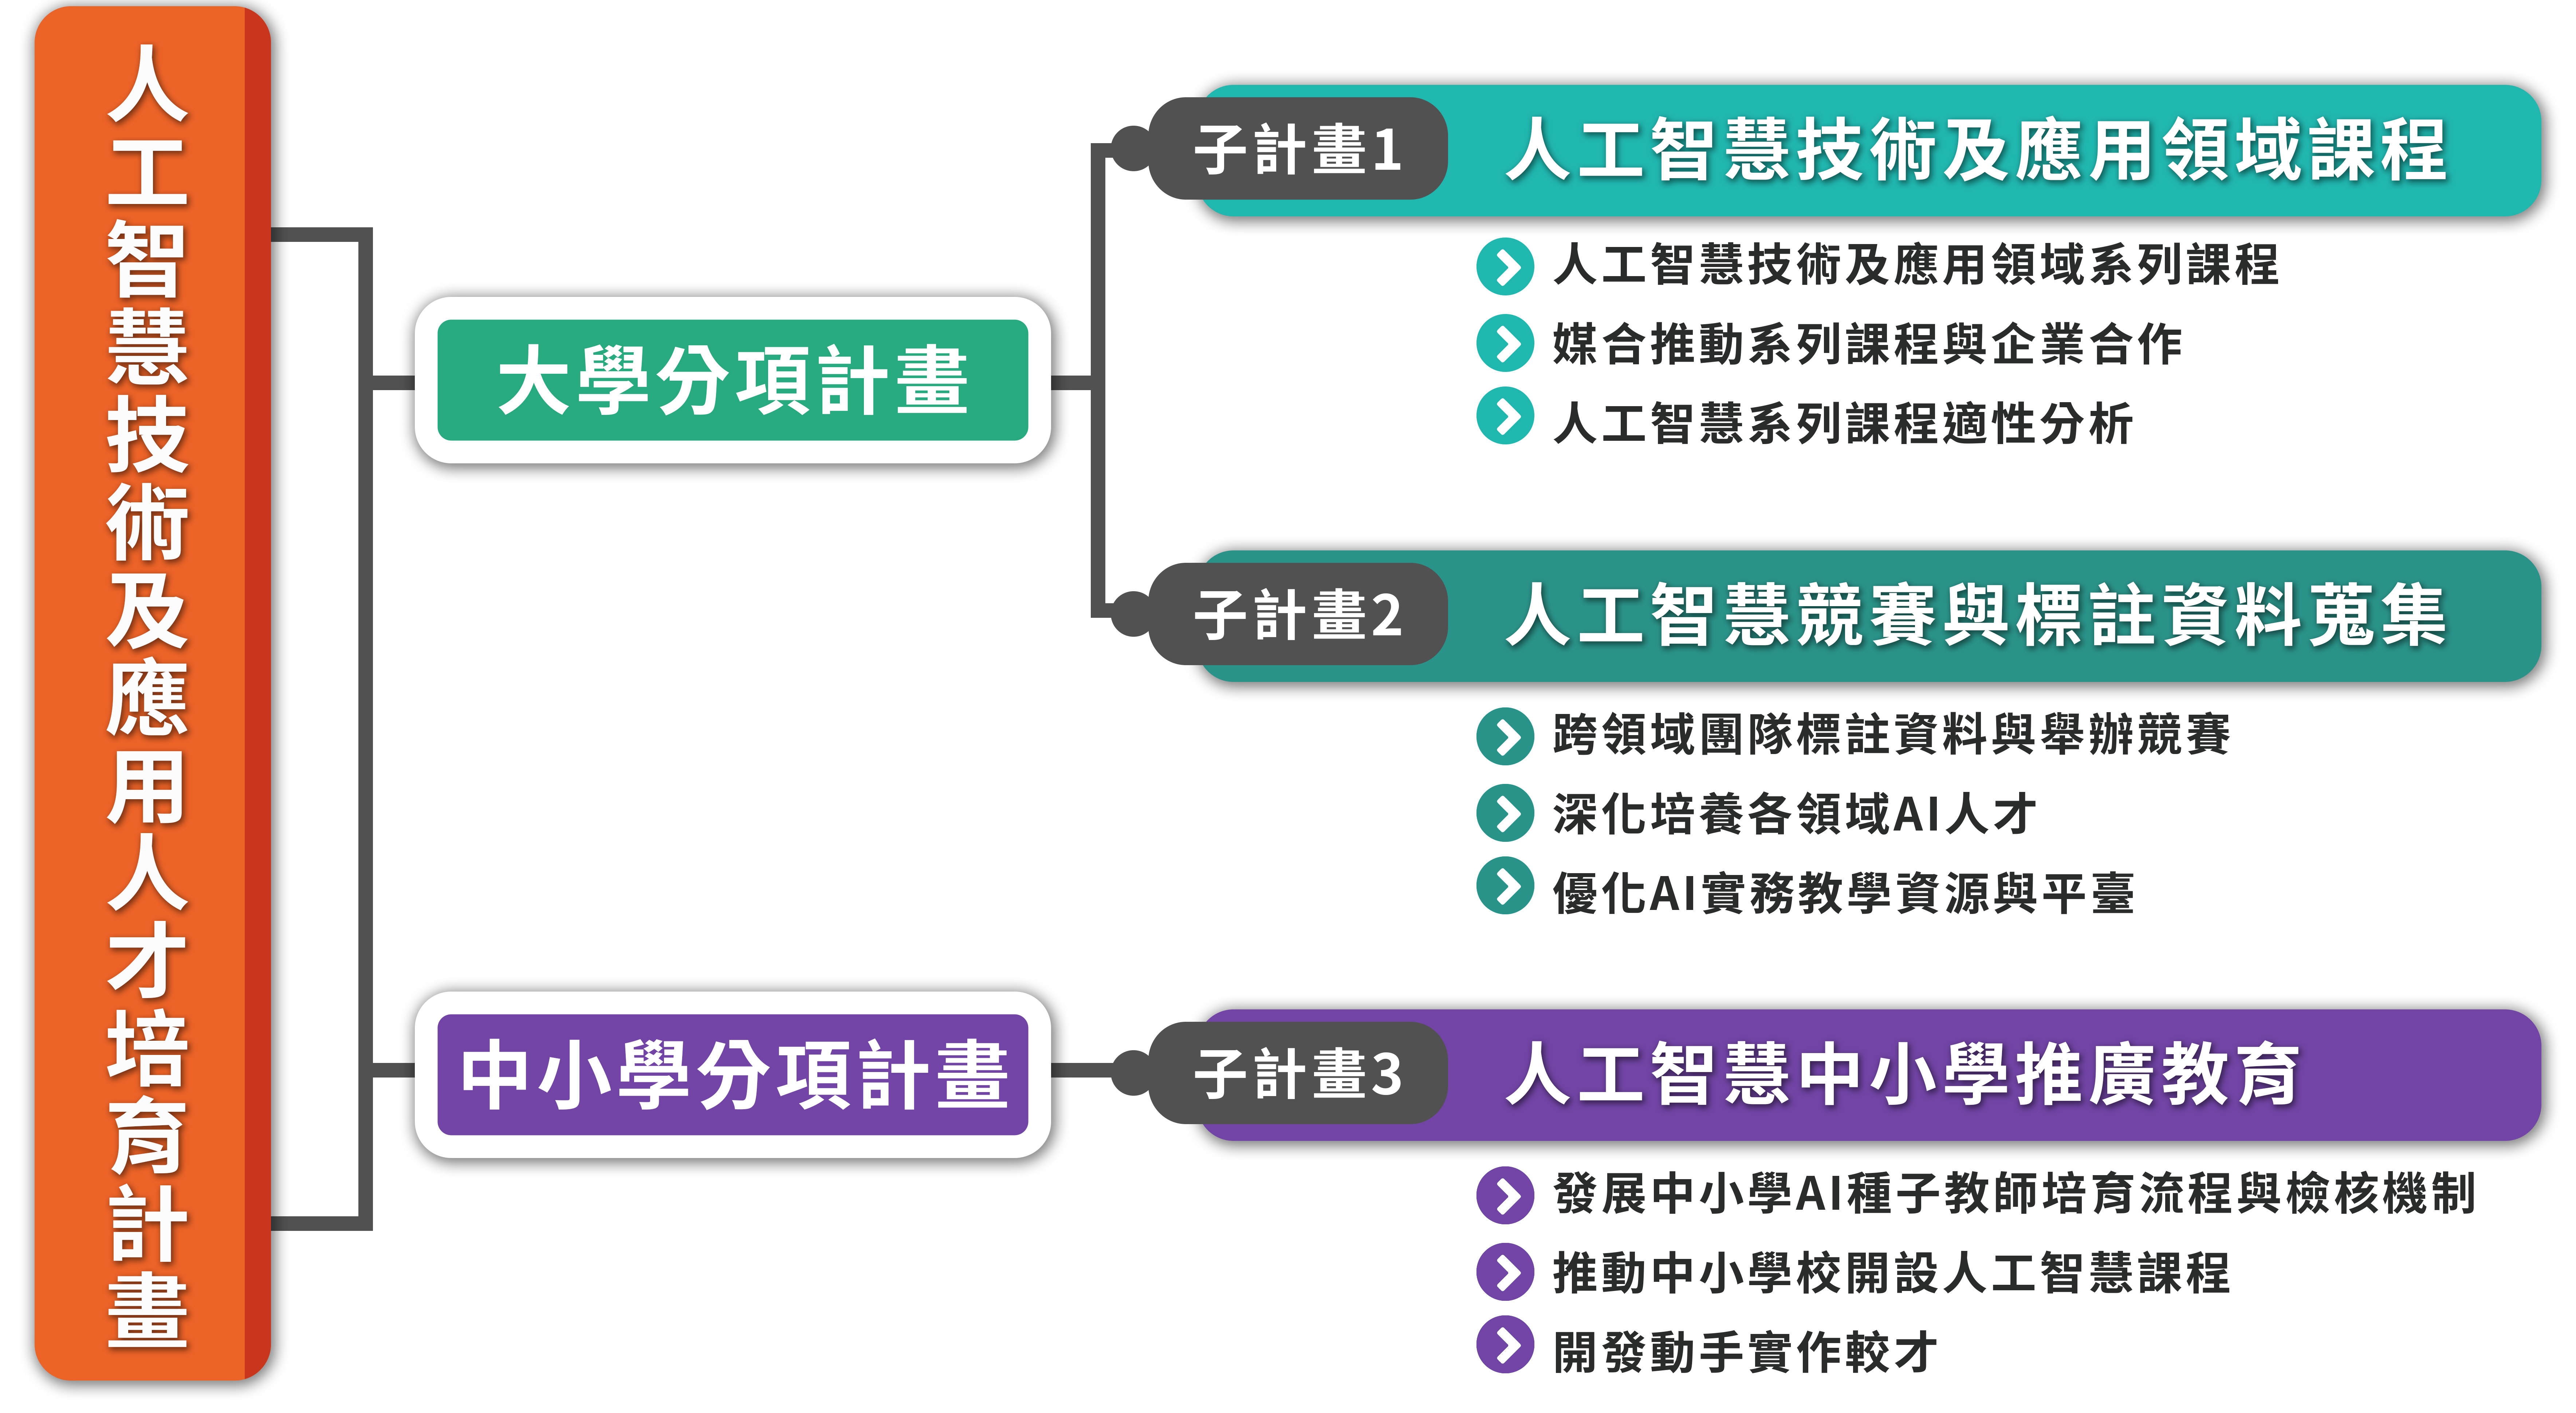 人工智慧技術及應用人才培育計畫
大學分項計畫
子計畫1
人工智慧技術及應用領域課程
人工智慧技術及應用領域系列課程
媒合推動系列課程與企業合作
人工智慧系列課程適性分析
子計畫2
人工智慧競賽與標註資料蒐集
跨領域團隊標註資料與舉辦競賽
深化培養各領域AI人才
優化AI實務教學資源與平臺
中小學分項計畫
子計畫3
人工智慧中小學推廣教育
發展中小學AI種子教師培育流程與檢核機制
推動中小學校開設人工智慧課程
開發動手實作較才